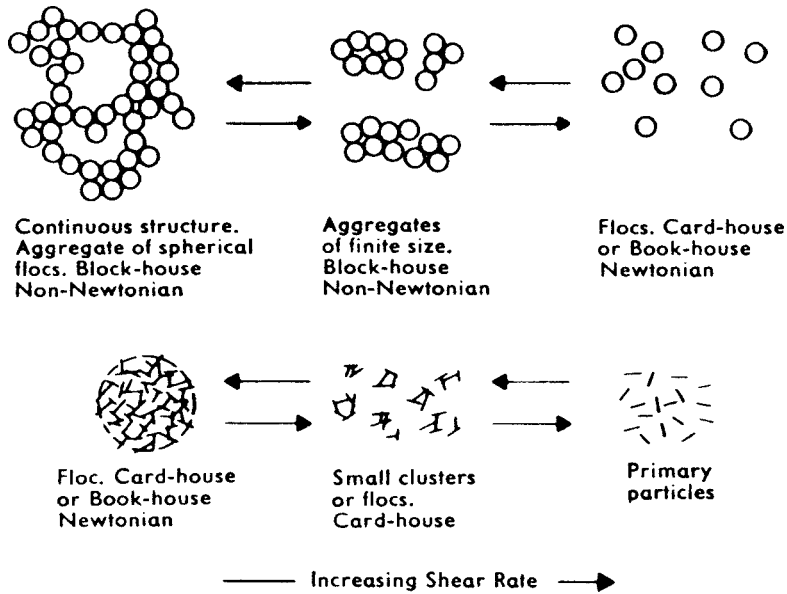 Continuous structure.
Aggregate of spherical
flocs. Block-house
Non-Newtonian
Aggregates
of finite size.
Block-house
Non-Newtonian
Flocs. Card-house
or Book-house
Newtonian
Floc. Card-house
or Book-house
Newtonian
Small clusters
or flocs.
Card-house
Primary
particles
Increasing Shear Rate